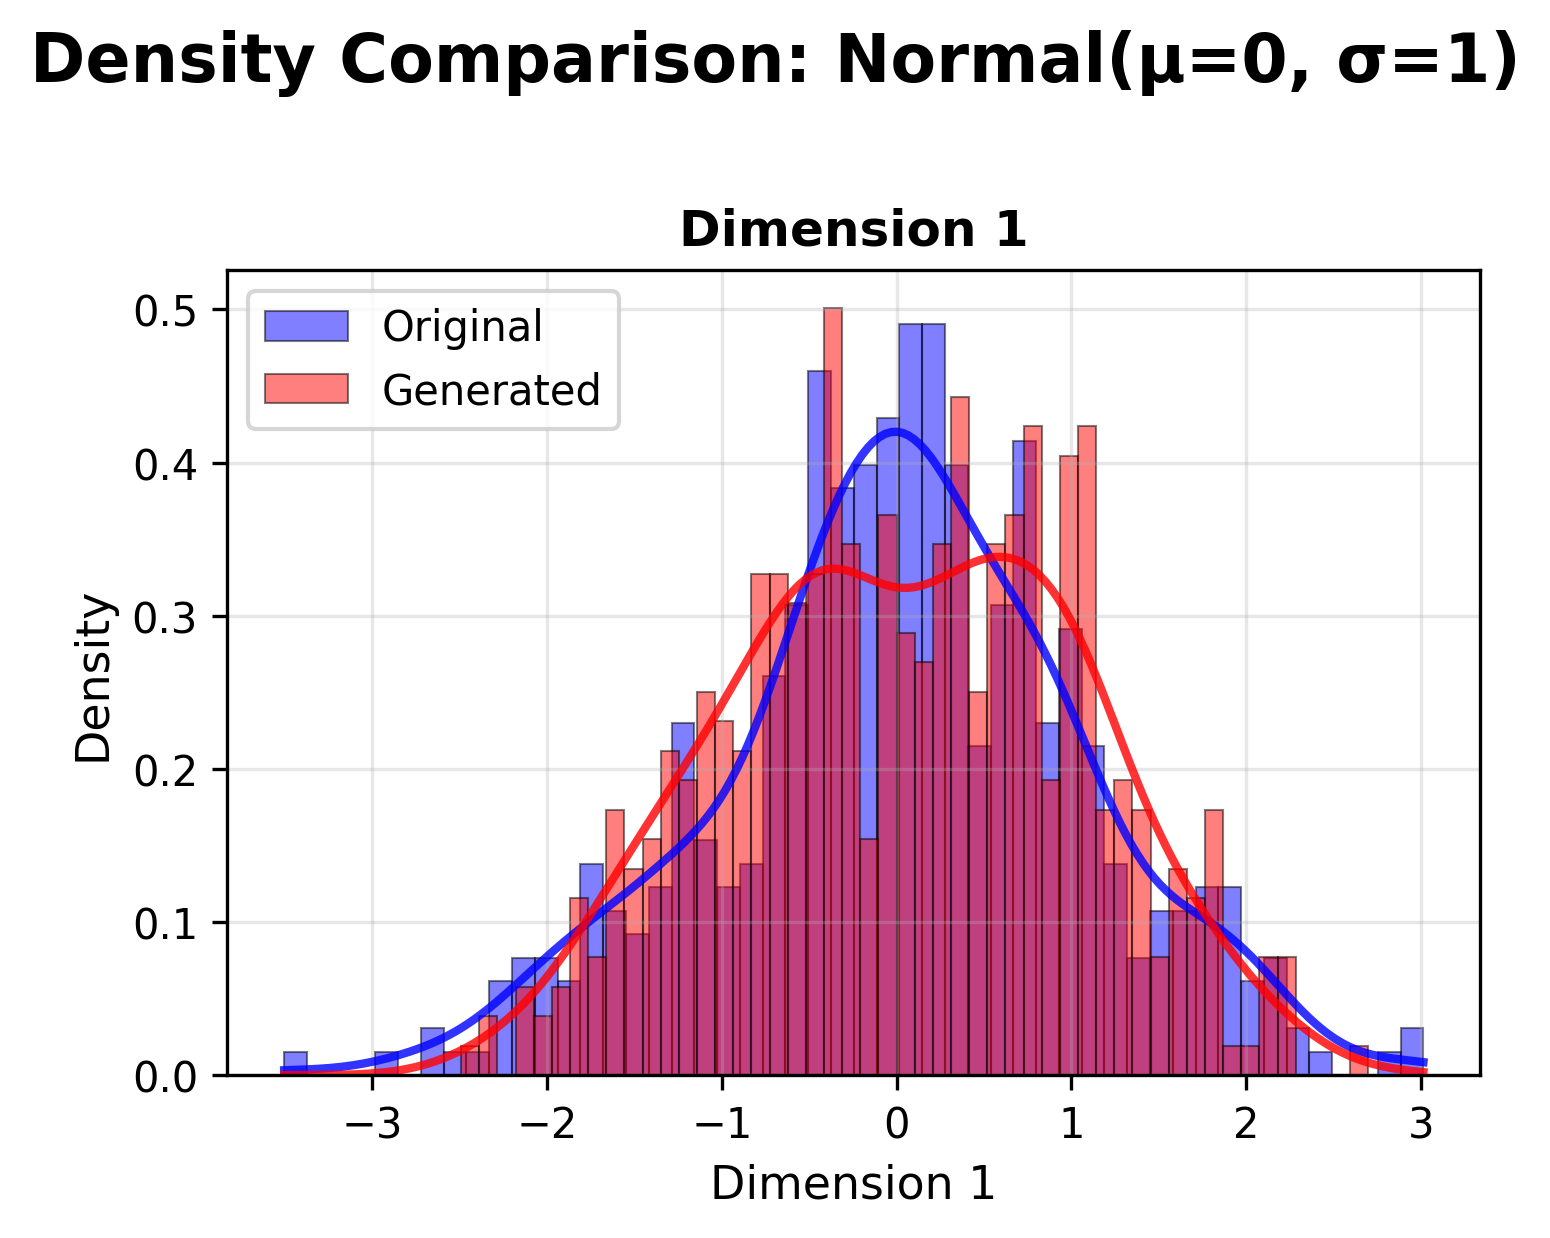 Density Comparison: Normal(μ=0, σ=1)
Dimension 1
Original
Generated
Density
0.5
0.4
0.3
0.2
0.1
0.0
−3 −2 −1 0 1 2 3
Dimension 1